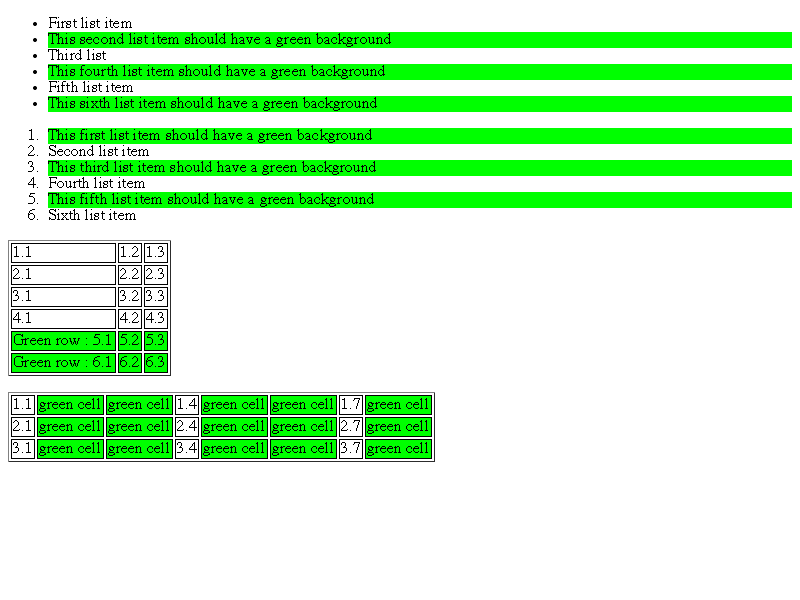 • First list item
• This second list item should have a green background
• Third list
• This fourth list item should have a green background
• Fifth list item
• This sixth list item should have a green background
1. This first list item should have a green background
2. Second list item
3. This third list item should have a green background
4. Fourth list item
5. This fifth list item should have a green background
6. Sixth list item
1.1 1.2 1.3
2.1 2.2 2.3
3.1 3.2 3.3
4.1 4.2 4.3
Green row : 5.1 5.2 5.3
Green row : 6.1 6.2 6.3
1.1 green cell green cell 1.4 green cell green cell 1.7 green cell
2.1 green cell green cell 2.4 green cell green cell 2.7 green cell
3.1 green cell green cell 3.4 green cell green cell 3.7 green cell